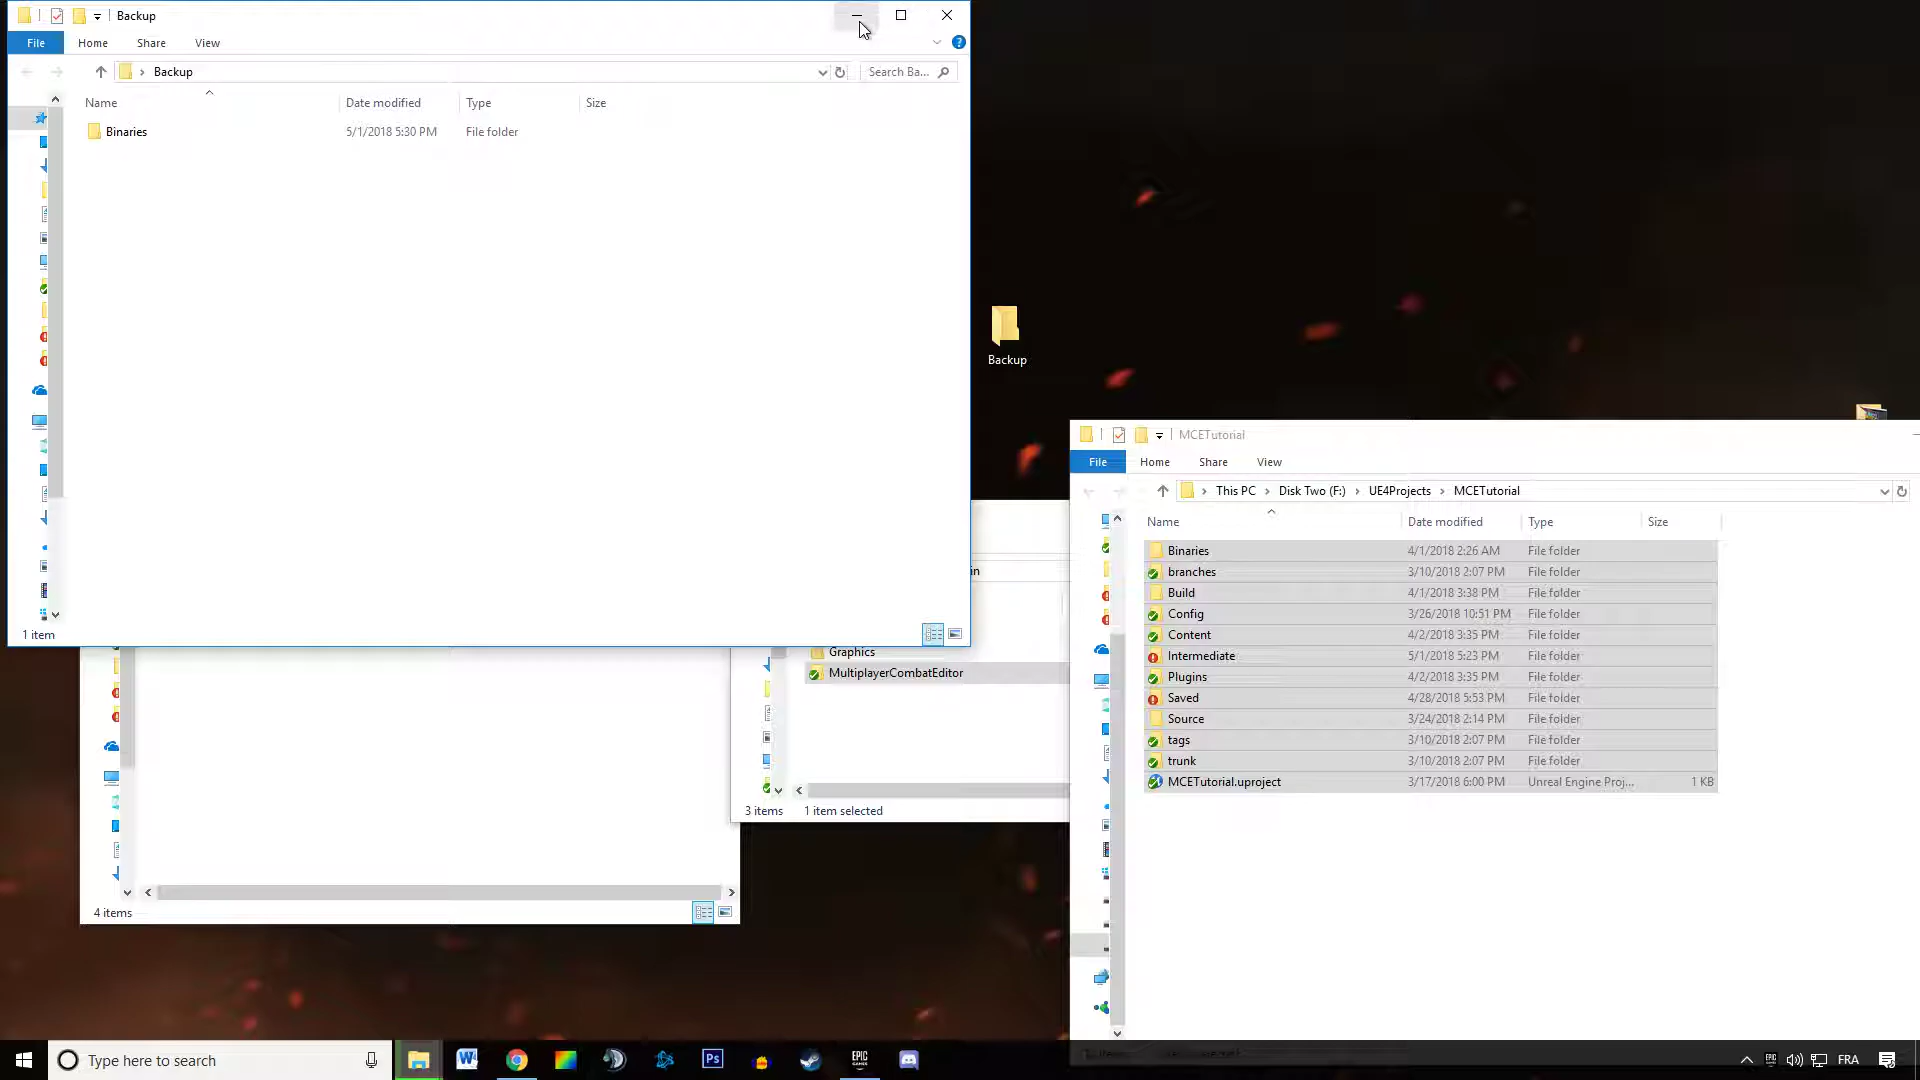 Backup
File Home Share View
Backup
Search Ba...
Name Date modified Type Size
Binaries 5/1/2018 5:30 PM File folder
1 item
Backup
in
Graphics
MultiplayerCombatEditor
3 items 1 item selected
4 items
MCETutorial
File Home Share View
This PC Disk Two (F:) UE4Projects MCETutorial
Name Date modified Type Size
Binaries 4/1/2018 2:26 AM File folder
branches 3/10/2018 2:07 PM File folder
Build 4/1/2018 3:38 PM File folder
Config 3/26/2018 10:51 PM File folder
Content 4/2/2018 3:35 PM File folder
Intermediate 5/1/2018 5:23 PM File folder
Plugins 4/2/2018 3:35 PM File folder
Saved 4/28/2018 5:53 PM File folder
Source 3/24/2018 2:14 PM File folder
tags 3/10/2018 2:07 PM File folder
trunk 3/10/2018 2:07 PM File folder
MCETutorial.uproject 3/17/2018 6:00 PM Unreal Engine Proj... 1 KB
Type here to search
Ps
EPIC GAMES
FRA